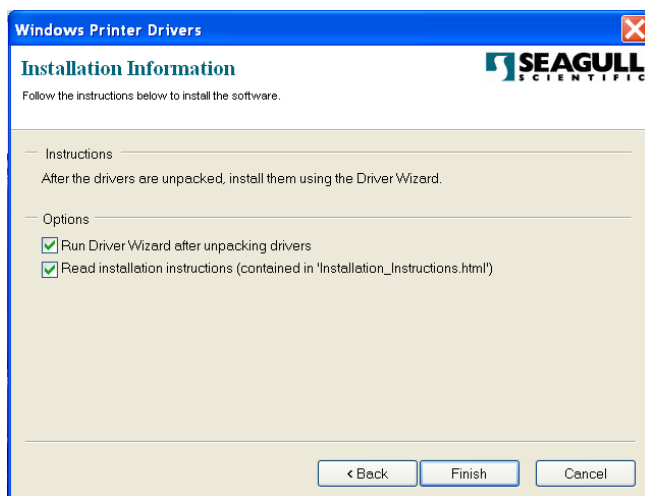 Windows Printer Drivers
Installation Information
SEAGULL
SCIENTIFIC
Follow the instructions below to install the software.
Instructions
After the drivers are unpacked, install them using the Driver Wizard.
Options
Run Driver Wizard after unpacking drivers
Read installation instructions (contained in 'Installation_Instructions.html')
< Back
Finish
Cancel